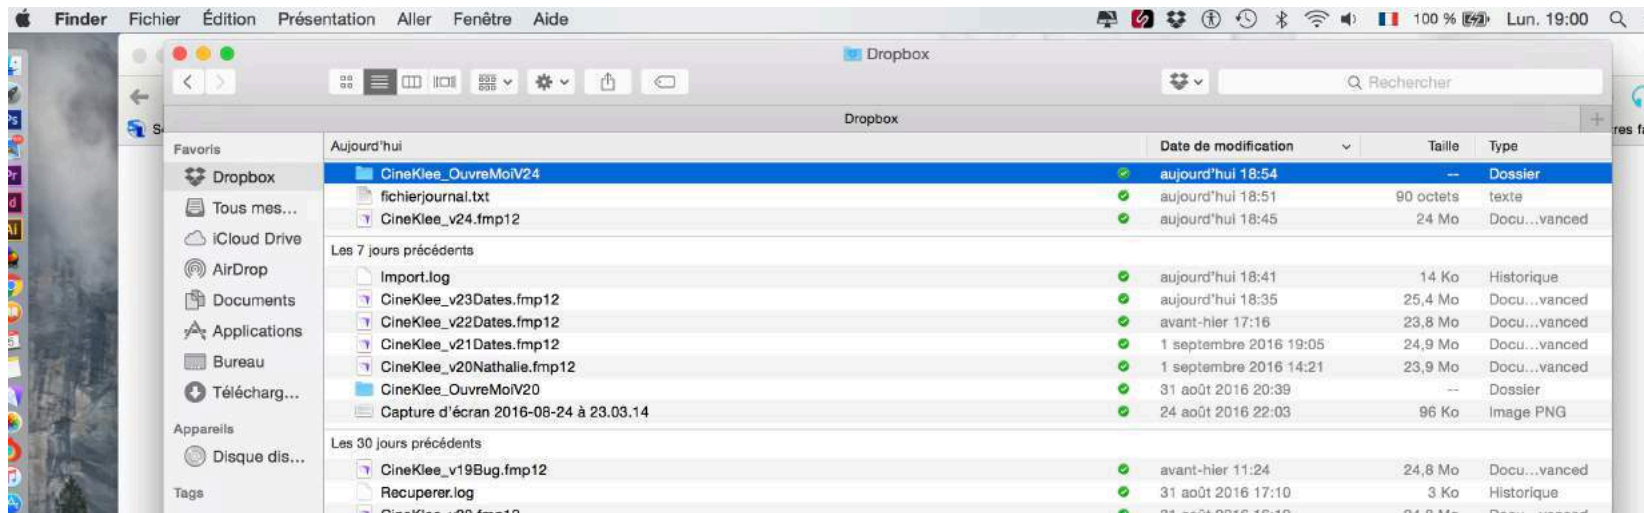 Finder Fichier Édition Présentation Aller Fenêtre Aide 100 % Lun. 19:00
Dropbox
Rechercher
Dropbox
Favoris Aujourd'hui Date de modification Taille Type
Dropbox CineKlee_OuvreMoiV24 aujourd'hui 18:54 -- Dossier
fichierjournal.txt aujourd'hui 18:51 90 octets texte
Tous mes... CineKlee_v24.fmp12 aujourd'hui 18:45 24 Mo Docu...vanced
iCloud Drive Les 7 jours précédents
AirDrop Import.log aujourd'hui 18:41 14 Ko Historique
Documents CineKlee_v23Dates.fmp12 aujourd'hui 18:35 25,4 Mo Docu...vanced
CineKlee_v22Dates.fmp12 avant-hier 17:16 23,8 Mo Docu...vanced
Applications CineKlee_v21Dates.fmp12 1 septembre 2016 19:05 24,9 Mo Docu...vanced
Bureau CineKlee_v20Nathalie.fmp12 1 septembre 2016 14:21 23,9 Mo Docu...vanced
Télécharg... CineKlee_OuvreMoiV20 31 août 2016 20:39 -- Dossier
Capture d'écran 2016-08-24 à 23.03.14 24 août 2016 22:03 96 Ko Image PNG
Appareils Les 30 jours précédents
Disque dis... CineKlee_v19Bug.fmp12 avant-hier 11:24 24,8 Mo Docu...vanced
Tags Recuperer.log 31 août 2016 17:10 3 Ko Historique